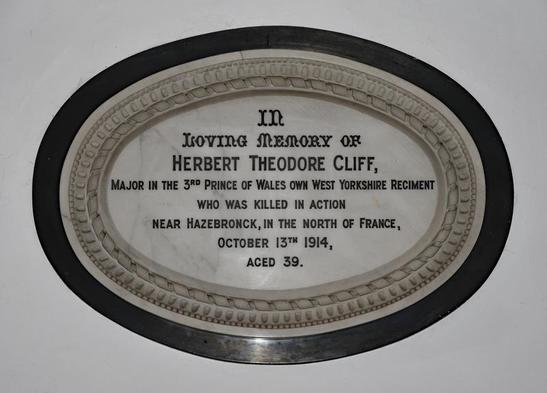 In
Loving Memory of
Herbert Theodore Cliff,
Major in the 3rd Prince of Wales Own West Yorkshire Regiment
who was killed in action
near Hazebronck, in the north of France,
October 13th 1914,
aged 39.